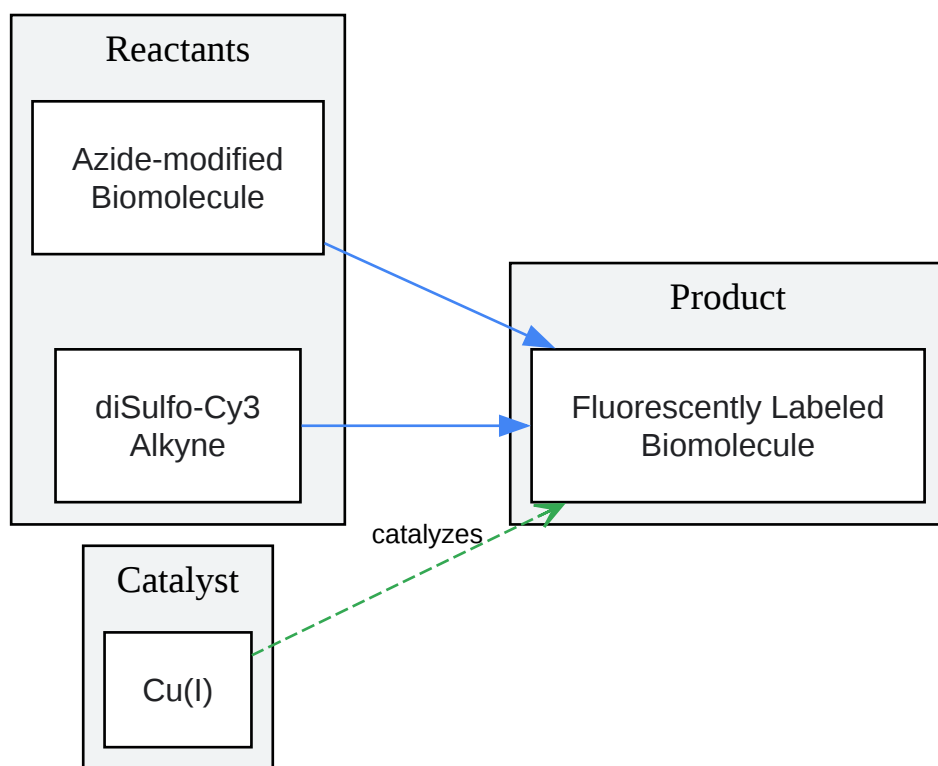 Reactants
Azide-modified
Biomolecule
diSulfo-Cy3
Alkyne
Product
Fluorescently Labeled
Biomolecule
catalyzes
Catalyst
Cu(I)